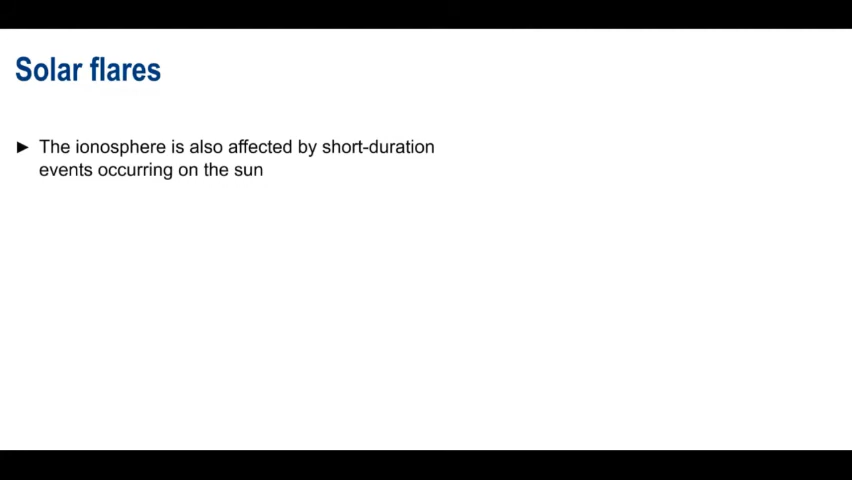 Solar flares
► The ionosphere is also affected by short-duration
events occurring on the sun